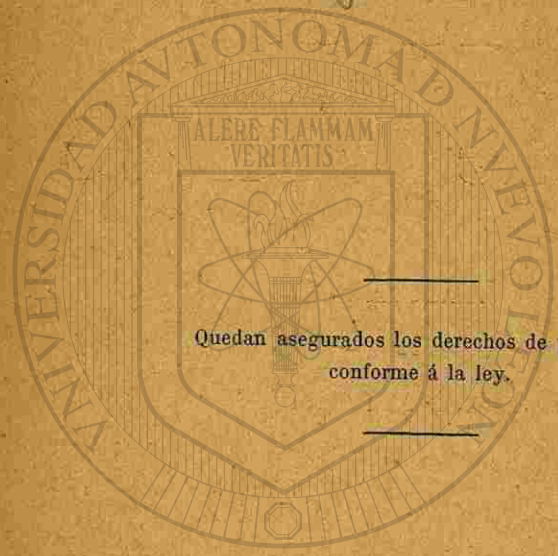 UNIVERSIDAD AUTONOMA DE NUEVO LEON
ALERE FLAMMAM
VERITATIS
Quedan asegurados los derechos de
conforme á la ley.